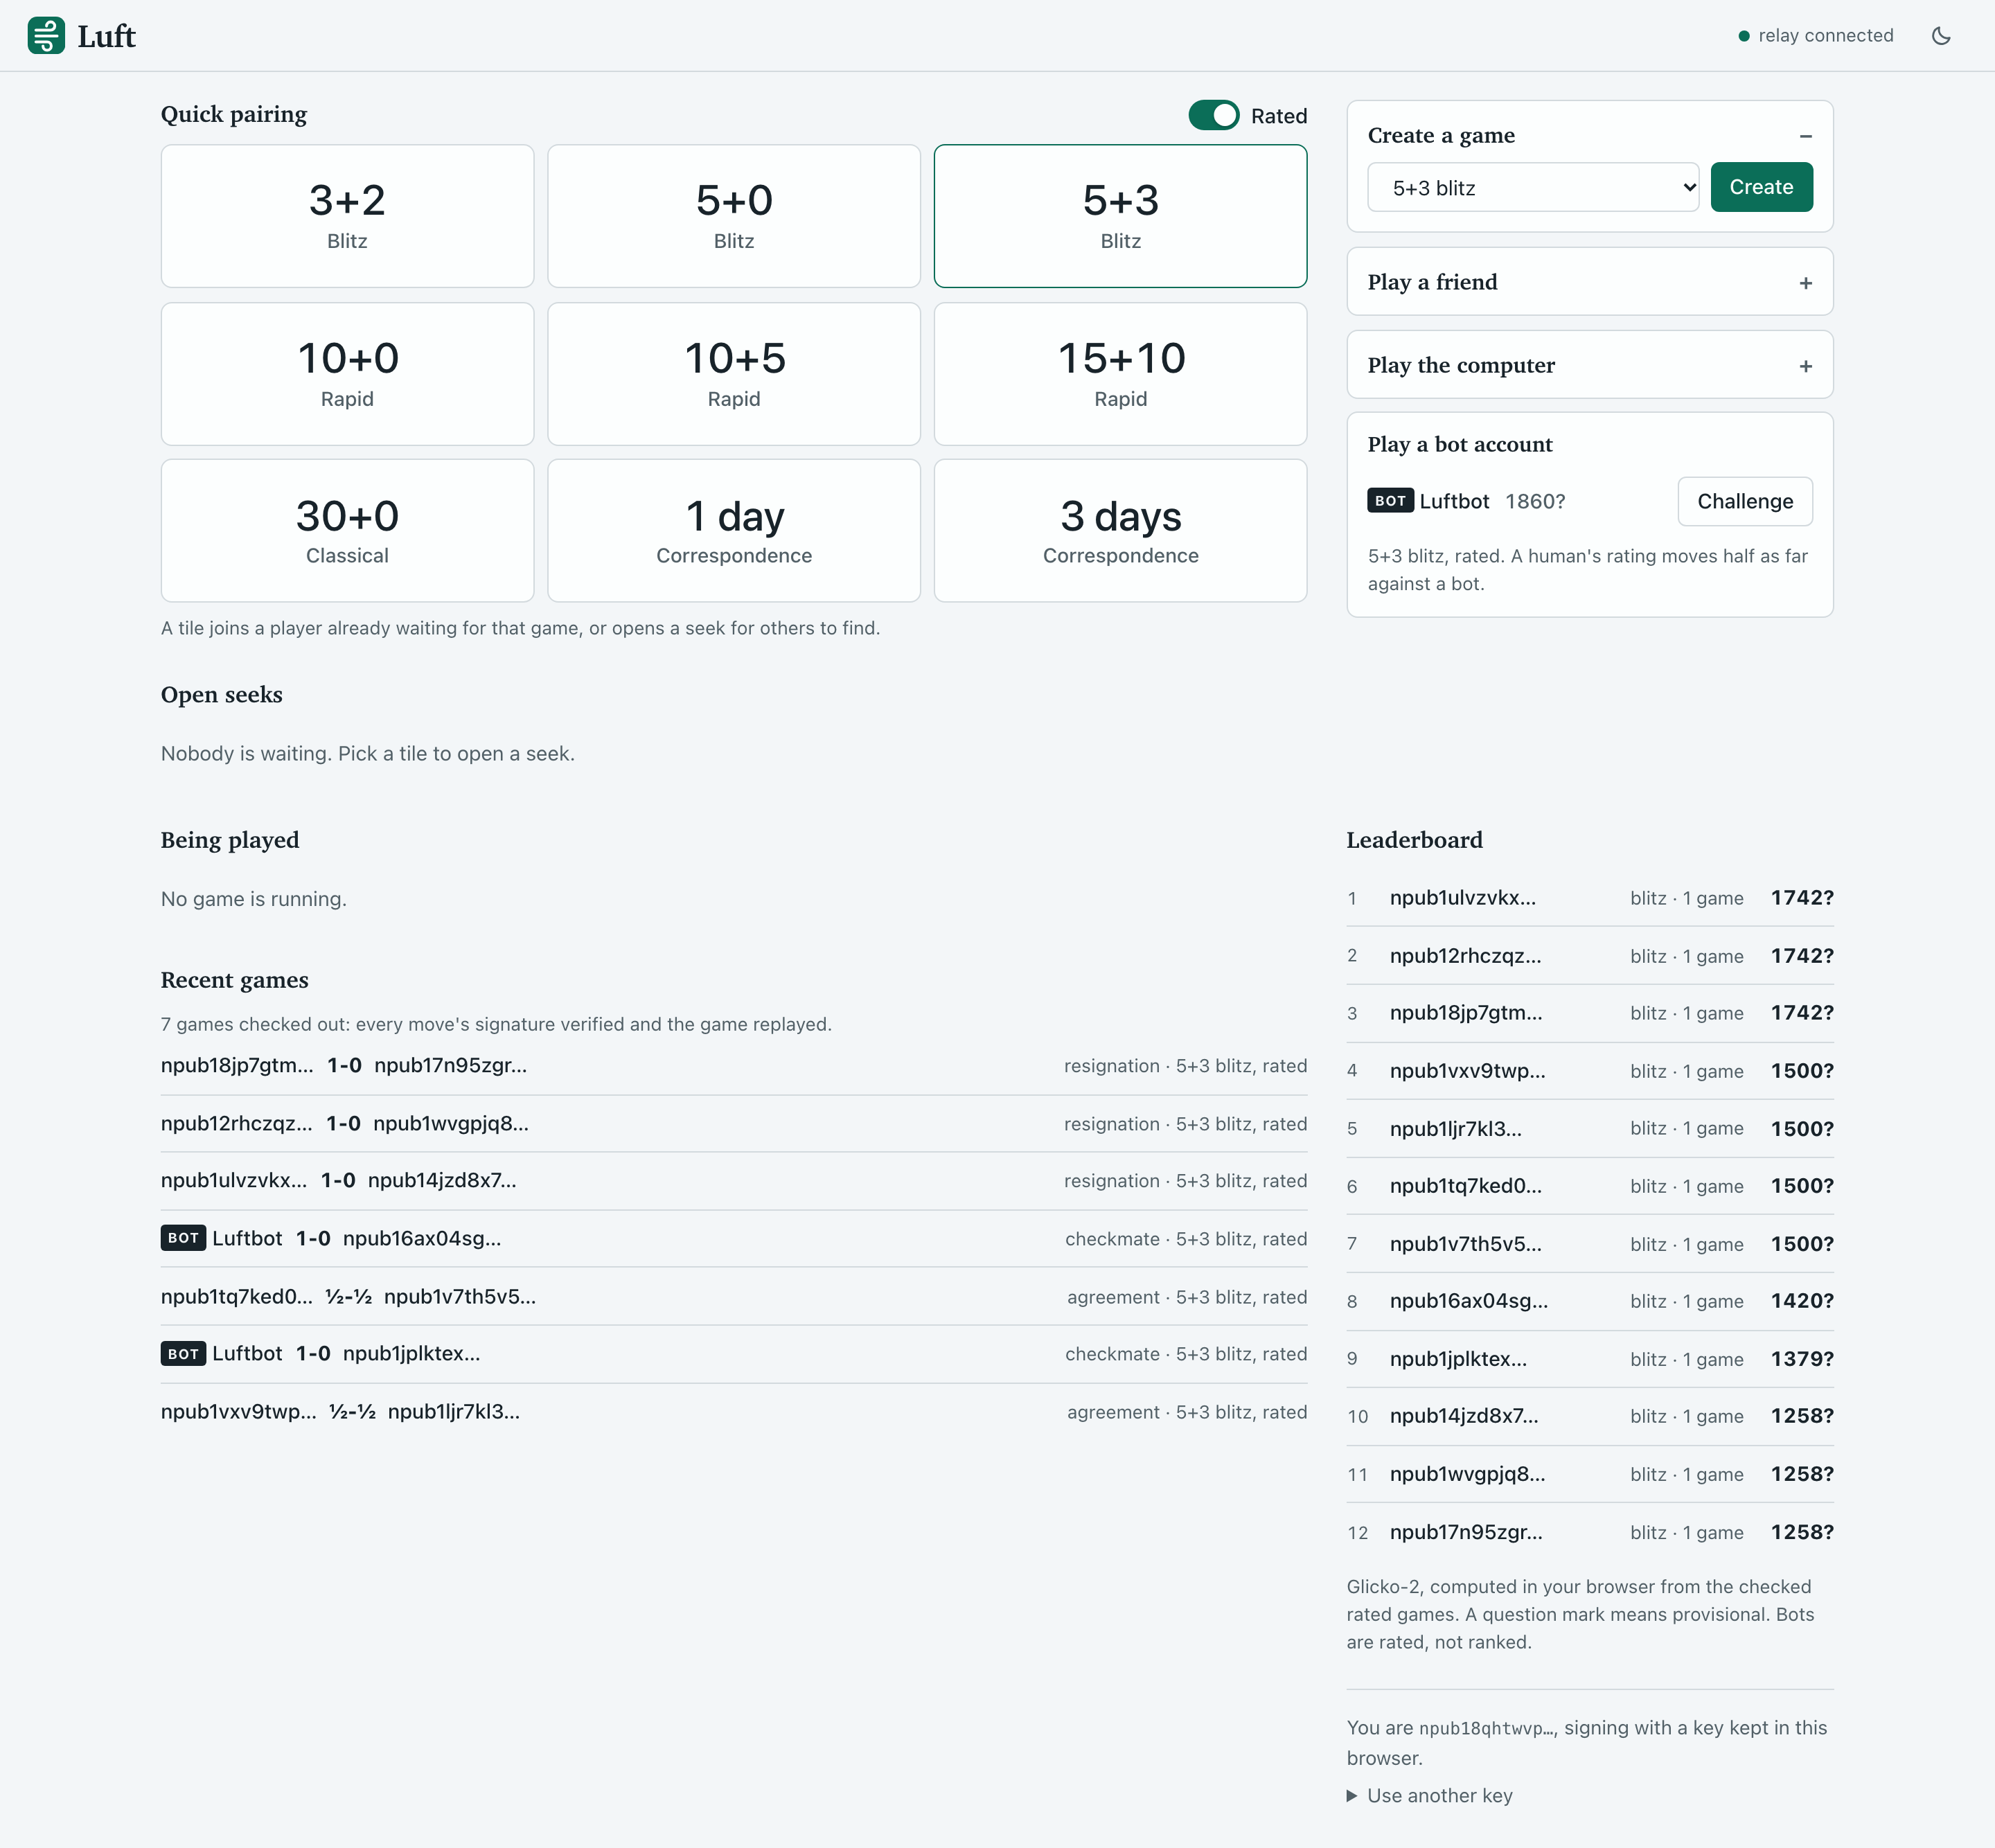 Luft
relay connected
Quick pairing
Rated
3+2
Blitz
5+0
Blitz
5+3
Blitz
10+0
Rapid
10+5
Rapid
15+10
Rapid
30+0
Classical
1 day
Correspondence
3 days
Correspondence
A tile joins a player already waiting for that game, or opens a seek for others to find.
Create a game −
5+3 blitz
Create
Play a friend +
Play the computer +
Play a bot account
BOT Luftbot 1860?
Challenge
5+3 blitz, rated. A human's rating moves half as far
against a bot.
Open seeks
Nobody is waiting. Pick a tile to open a seek.
Being played
No game is running.
Recent games
7 games checked out: every move's signature verified and the game replayed.
npub18jp7gtm... 1-0 npub17n95zgr... resignation · 5+3 blitz, rated
npub12rhczqz... 1-0 npub1wvgpjq8... resignation · 5+3 blitz, rated
npub1ulvzvkx... 1-0 npub14jzd8x7... resignation · 5+3 blitz, rated
BOT Luftbot 1-0 npub16ax04sg... checkmate · 5+3 blitz, rated
npub1tq7ked0... ½-½ npub1v7th5v5... agreement · 5+3 blitz, rated
BOT Luftbot 1-0 npub1jplktex... checkmate · 5+3 blitz, rated
npub1vxv9twp... ½-½ npub1ljr7kl3... agreement · 5+3 blitz, rated
Leaderboard
1 npub1ulvzvkx... blitz · 1 game 1742?
2 npub12rhczqz... blitz · 1 game 1742?
3 npub18jp7gtm... blitz · 1 game 1742?
4 npub1vxv9twp... blitz · 1 game 1500?
5 npub1ljr7kl3... blitz · 1 game 1500?
6 npub1tq7ked0... blitz · 1 game 1500?
7 npub1v7th5v5... blitz · 1 game 1500?
8 npub16ax04sg... blitz · 1 game 1420?
9 npub1jplktex... blitz · 1 game 1379?
10 npub14jzd8x7... blitz · 1 game 1258?
11 npub1wvgpjq8... blitz · 1 game 1258?
12 npub17n95zgr... blitz · 1 game 1258?
Glicko-2, computed in your browser from the checked
rated games. A question mark means provisional. Bots
are rated, not ranked.
You are npub18qhtwvp…, signing with a key kept in this
browser.
Use another key